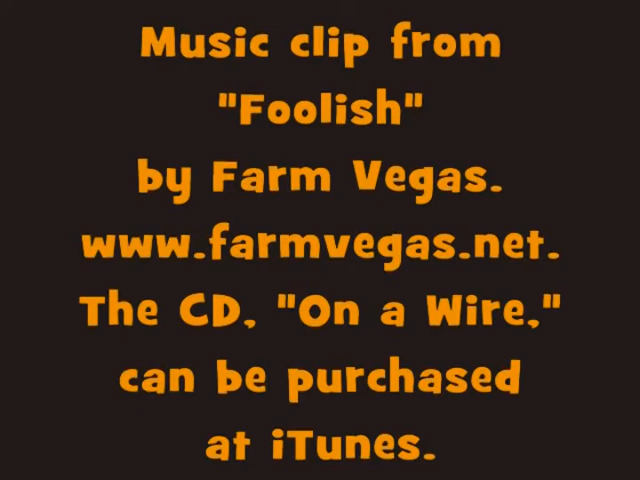 Music clip from
"Foolish"
by Farm Vegas.
www.farmvegas.net.
The CD, "On a Wire,"
can be purchased
at iTunes.